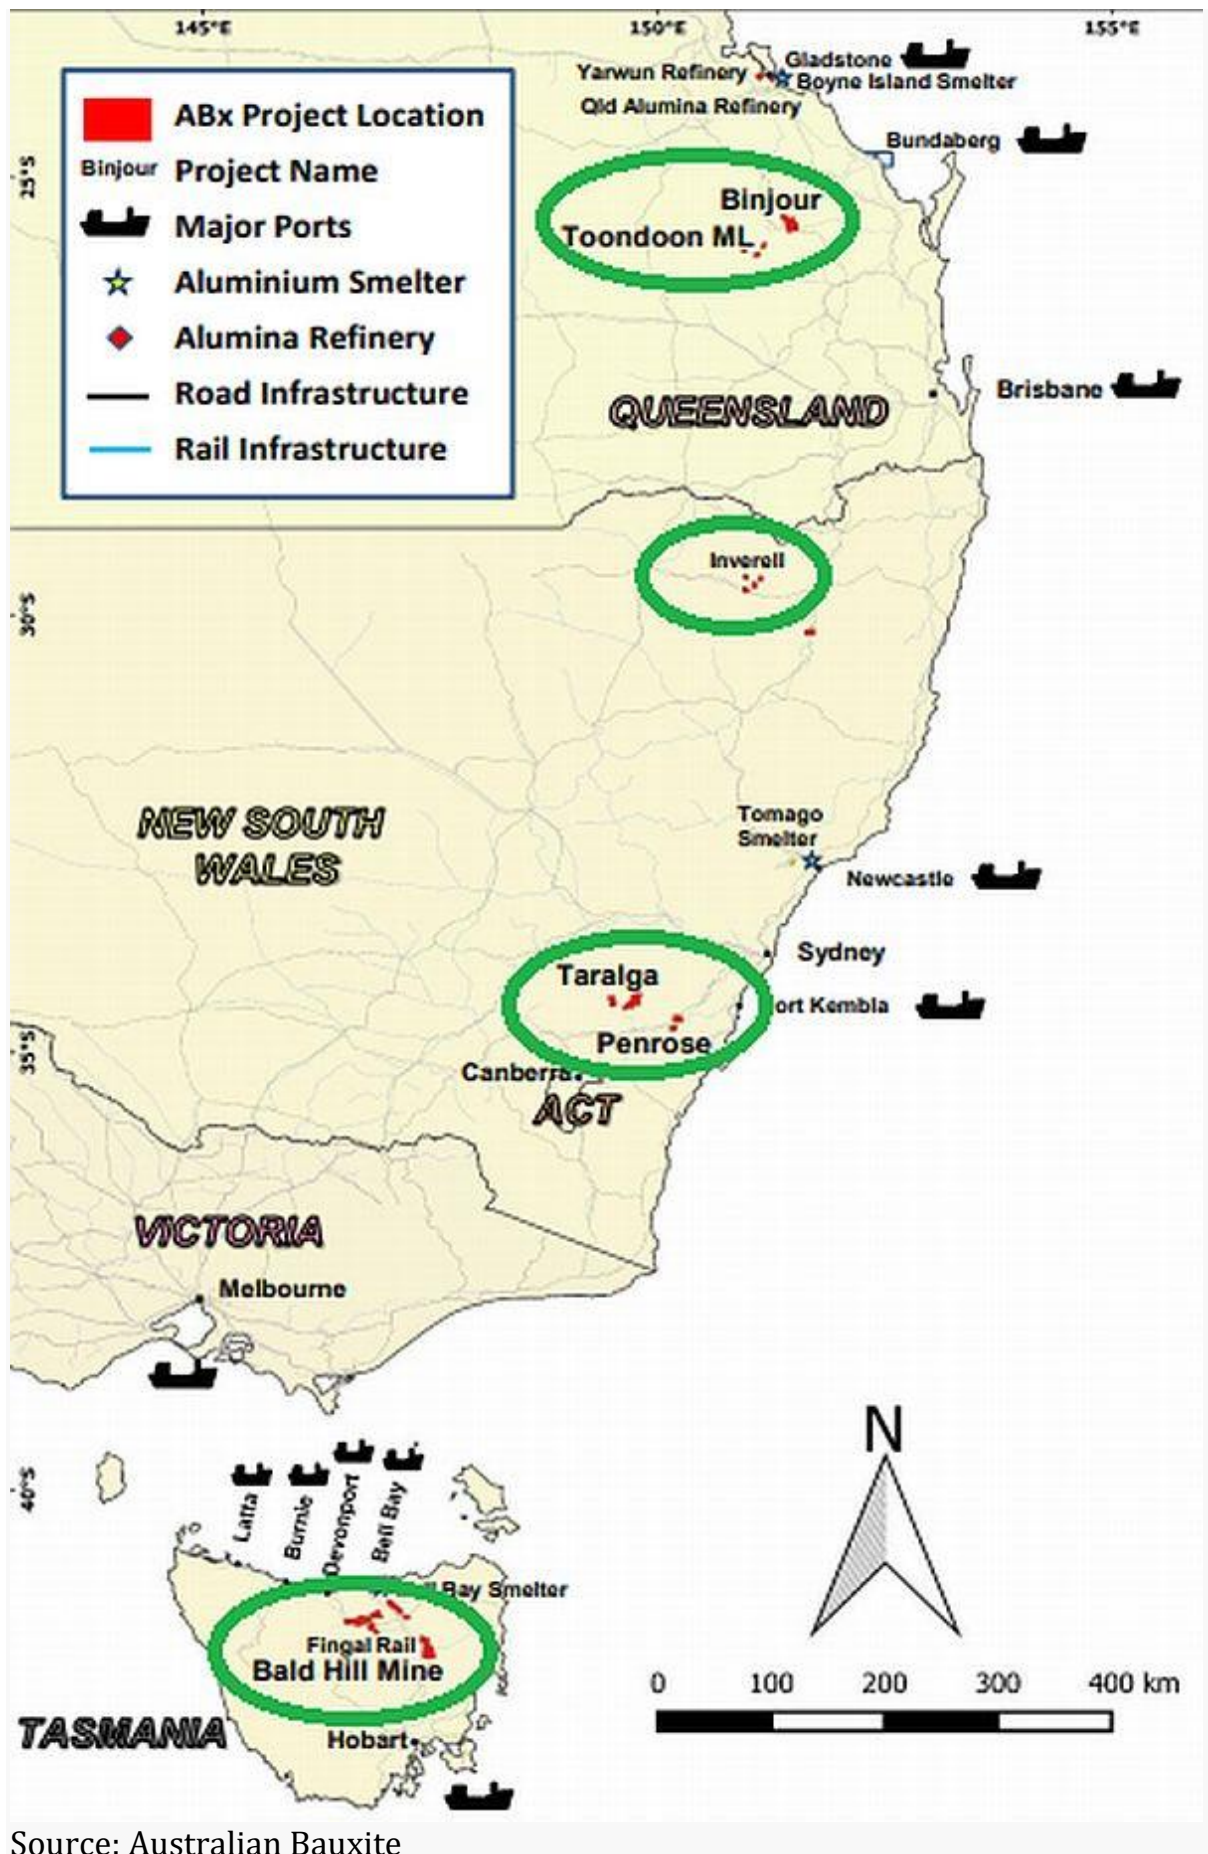 145°E
150°E
155°E
25°S
30°S
35°S
40°S
ABx Project Location
Binjour Project Name
Major Ports
Aluminium Smelter
Alumina Refinery
Road Infrastructure
Rail Infrastructure
Gladstone
Yarwun Refinery
Boyne Island Smelter
Qld Alumina Refinery
Bundaberg
Binjour
Toondoon ML
Brisbane
QUEENSLAND
Inverell
NEW SOUTH
WALES
Tomago
Smelter
Newcastle
Sydney
Taralga
ort Kembla
Penrose
Canberra
ACT
VICTORIA
Melbourne
N
Latta
Burnie
Devonport
Bell Bay
Bay Smelter
Fingal Rail
Bald Hill Mine
TASMANIA
Hobart
0 100 200 300 400 km
Source: Australian Bauxite